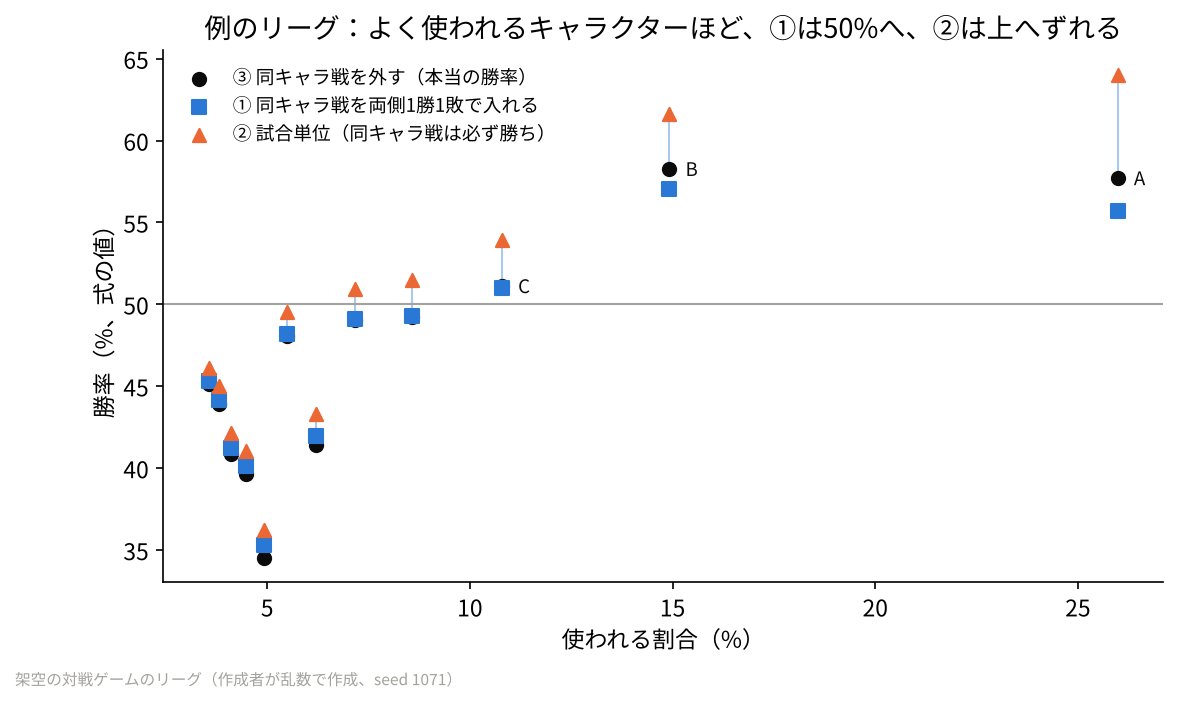 例のリーグ：よく使われるキャラクターほど、①は50%へ、②は上へずれる
③ 同キャラ戦を外す（本当の勝率）
① 同キャラ戦を両側1勝1敗で入れる
② 試合単位（同キャラ戦は必ず勝ち）
勝率（%、式の値）
65
60
55
50
45
40
35
B
A
C
5
10
15
20
25
使われる割合（%）
架空の対戦ゲームのリーグ（作成者が乱数で作成、seed 1071）